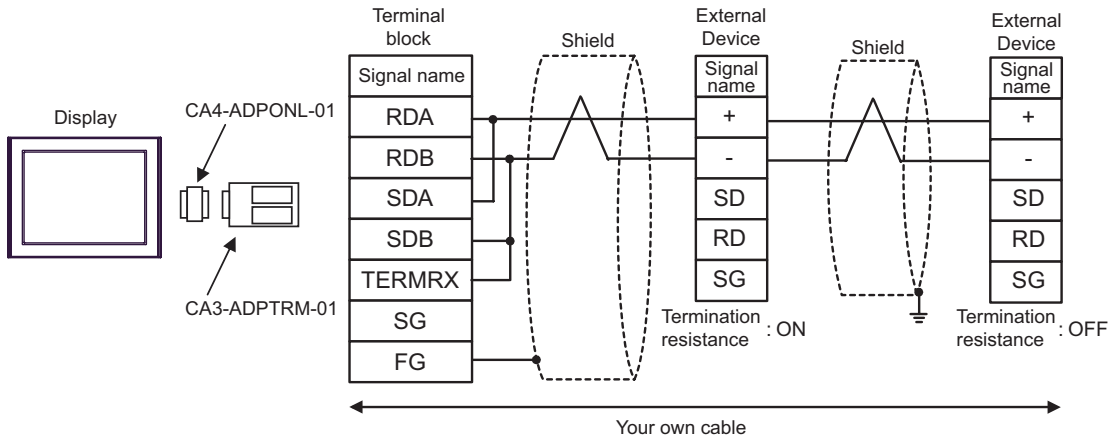 Display
CA4-ADPONL-01
CA3-ADPTRM-01
Terminal
block
Signal name
RDA
RDB
SDA
SDB
TERMRX
SG
FG
Shield
External
Device
Signal
name
+
-
SD
RD
SG
Termination
resistance : ON
Shield
External
Device
Signal
name
+
-
SD
RD
SG
Termination
resistance : OFF
Your own cable